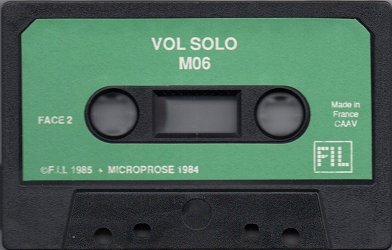 VOL SOLO
M06
FACE 2
Made in
France
CAAV
FIL
©F.I.L 1985 + MICROPROSE 1984